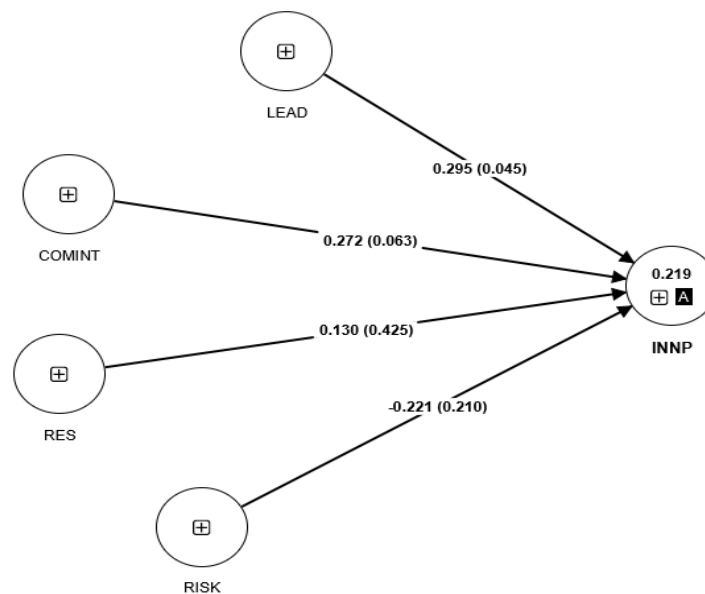 LEAD
0.295 (0.045)
COMINT
0.272 (0.063)
0.219
A
INNP
0.130 (0.425)
RES
-0.221 (0.210)
RISK